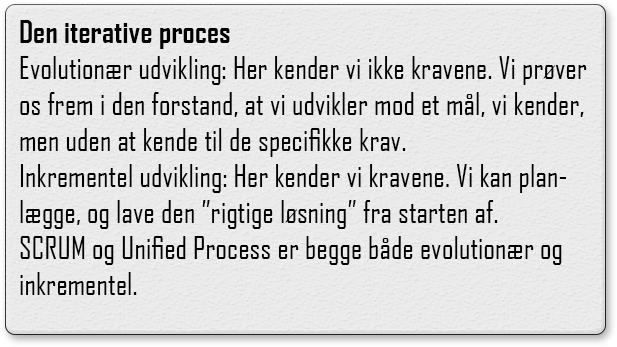 Den iterative proces
Evolutionær udvikling: Her kender vi ikke kravene. Vi prøver
os frem i den forstand, at vi udvikler mod et mål, vi kender,
men uden at kende til de specifikke krav.
Inkrementel udvikling: Her kender vi kravene. Vi kan plan-
lægge, og lave den ”rigtige løsning” fra starten af.
SCRUM og Unified Process er begge både evolutionær og
inkrementel.